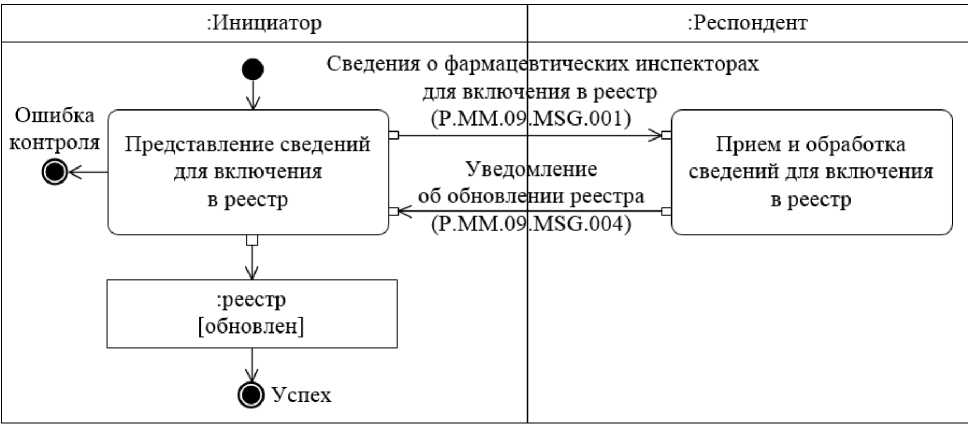 :Инициатор
:Респондент
Сведения о фармацевтических инспекторах
для включения в реестр
(P.MM.09.MSG.001)
Ошибка
контроля
Представление сведений
для включения
в реестр
Уведомление
об обновлении реестра
(P.MM.09.MSG.004)
Прием и обработка
сведений для включения
в реестр
:реестр
[обновлен]
Успех